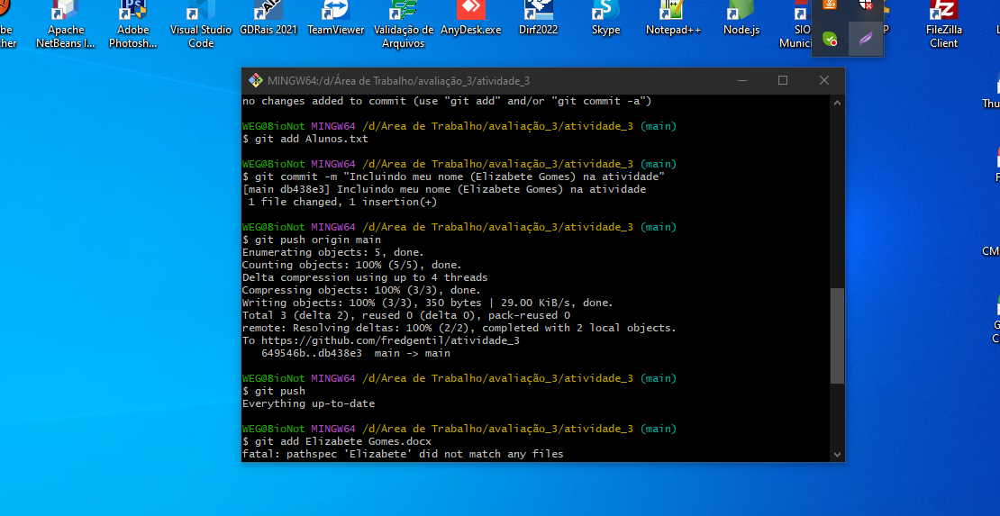 be
cher
Apache
NetBeans I...
Adobe
Photosh...
Visual Studio
Code
GDRais 2021
TeamViewer
Validação de
Arquivos
AnyDesk.exe
Dirf2022
Skype
Notepad++
Node.js
SIO
Munici
P
FileZilla
Client
Thu
CM
MINGW64:/d/Área de Trabalho/avaliação_3/atividade_3
no changes added to commit (use "git add" and/or "git commit -a")
WEG@BioNot MINGW64 /d/Área de Trabalho/avaliação_3/atividade_3 (main)
$ git add Alunos.txt
WEG@BioNot MINGW64 /d/Área de Trabalho/avaliação_3/atividade_3 (main)
$ git commit -m "Incluindo meu nome (Elizabete Gomes) na atividade"
[main db438e3] Incluindo meu nome (Elizabete Gomes) na atividade
1 file changed, 1 insertion(+)
WEG@BioNot MINGW64 /d/Área de Trabalho/avaliação_3/atividade_3 (main)
$ git push origin main
Enumerating objects: 5, done.
Counting objects: 100% (5/5), done.
Delta compression using up to 4 threads
Compressing objects: 100% (3/3), done.
Writing objects: 100% (3/3), 350 bytes | 29.00 KiB/s, done.
Total 3 (delta 2), reused 0 (delta 0), pack-reused 0
remote: Resolving deltas: 100% (2/2), completed with 2 local objects.
To https://github.com/fredgentil/atividade_3
649546b..db438e3  main -> main
WEG@BioNot MINGW64 /d/Área de Trabalho/avaliação_3/atividade_3 (main)
$ git push
Everything up-to-date
WEG@BioNot MINGW64 /d/Área de Trabalho/avaliação_3/atividade_3 (main)
$ git add Elizabete Gomes.docx
fatal: pathspec 'Elizabete' did not match any files